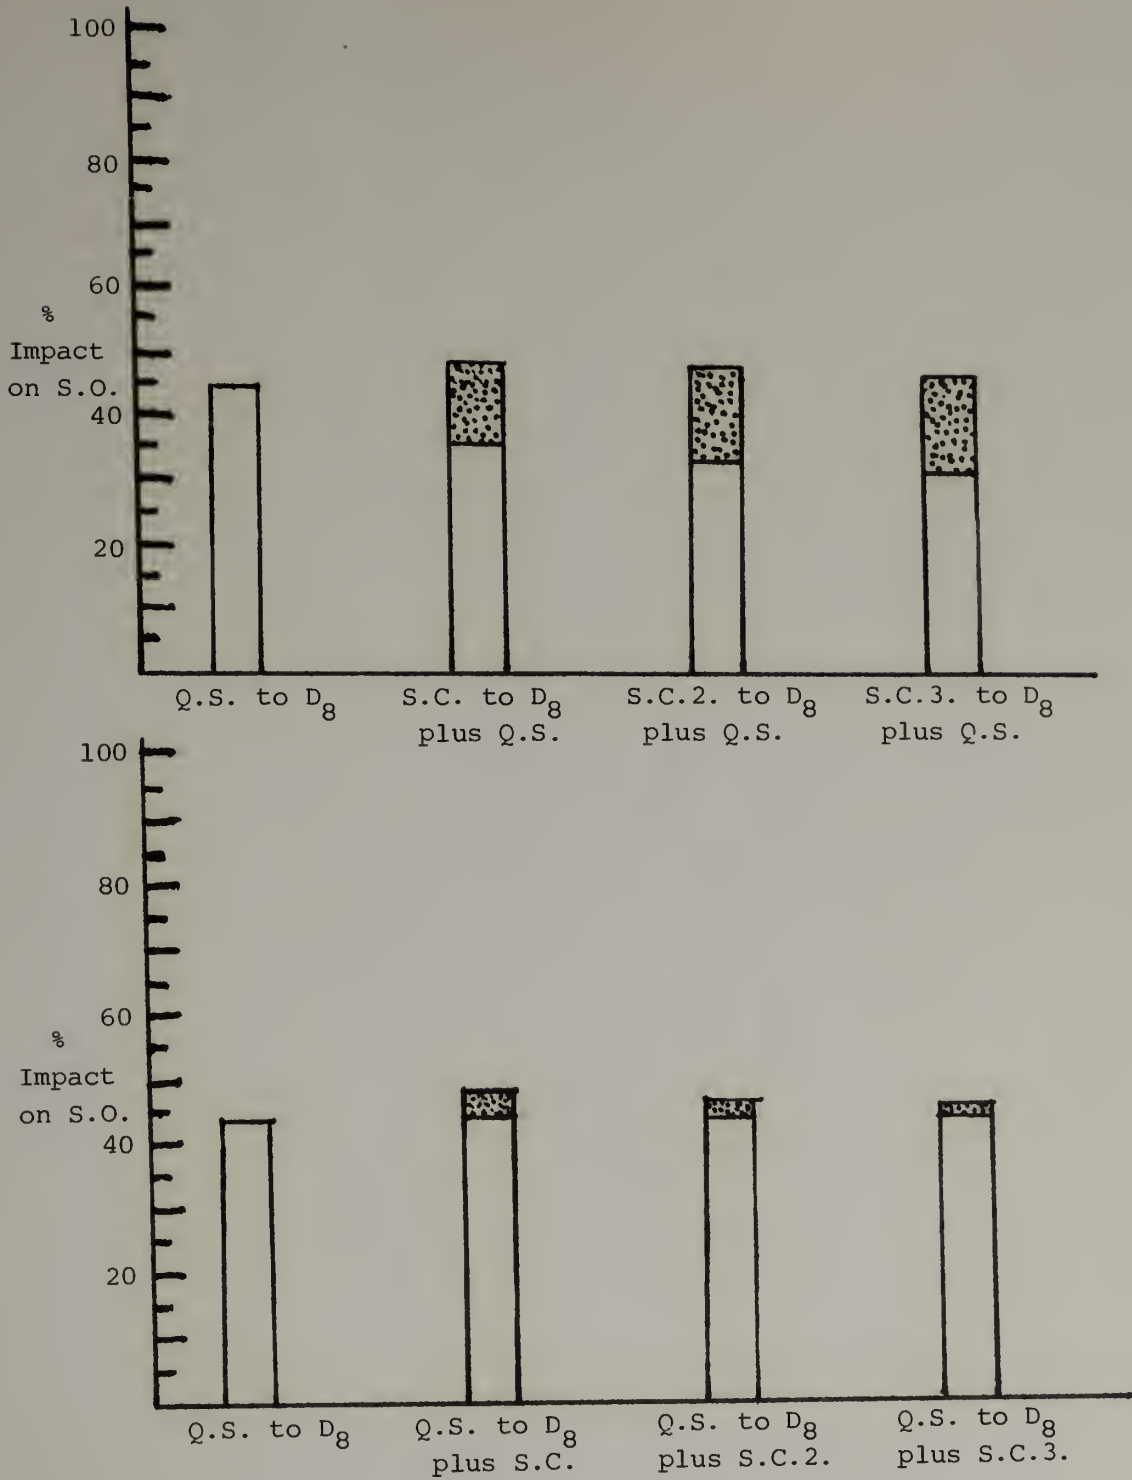 100
80
60
%
Impact
on S.O.
40
20
Q.S. to D8 S.C. to D8 S.C.2. to D8 S.C.3. to D8
plus Q.S. plus Q.S. plus Q.S.
100
80
60
%
Impact
on S.O.
40
20
Q.S. to D8 Q.S. to D8 Q.S. to D8 Q.S. to D8
plus S.C. plus S.C.2. plus S.C.3.